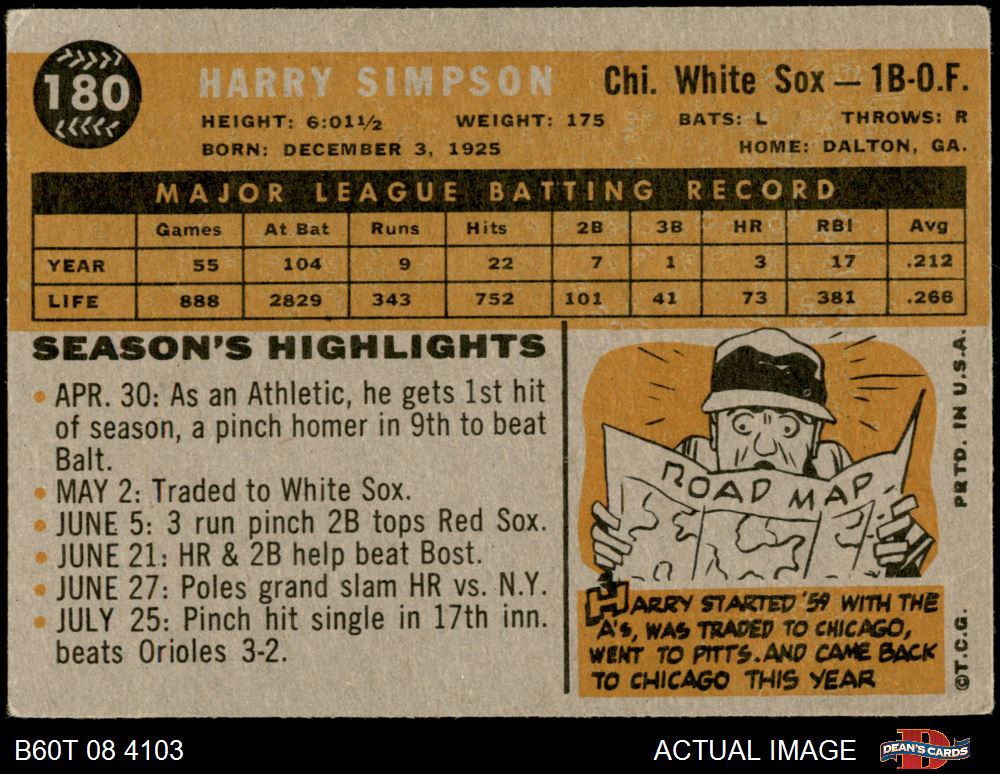 180
HARRY SIMPSON Chi. White Sox — 1B-O.F.
HEIGHT: 6:01½ WEIGHT: 175 BATS: L THROWS: R
BORN: DECEMBER 3, 1925 HOME: DALTON, GA.
MAJOR LEAGUE BATTING RECORD
Games At Bat Runs Hits 2B 3B HR RBI Avg
YEAR 55 104 9 22 7 1 3 17 .212
LIFE 888 2829 343 752 101 41 73 381 .266
SEASON'S HIGHLIGHTS
• APR. 30: As an Athletic, he gets 1st hit
of season, a pinch homer in 9th to beat
Balt.
• MAY 2: Traded to White Sox.
• JUNE 5: 3 run pinch 2B tops Red Sox.
• JUNE 21: HR & 2B help beat Bost.
• JUNE 27: Poles grand slam HR vs. N.Y.
• JULY 25: Pinch hit single in 17th inn.
beats Orioles 3-2.
ROAD MAP
HARRY STARTED '59 WITH THE
A's, WAS TRADED TO CHICAGO,
WENT TO PITTS. AND CAME BACK
TO CHICAGO THIS YEAR
©T.C.G. PRTD. IN U.S.A.
B60T 08 4103 ACTUAL IMAGE DEAN'S CARDS